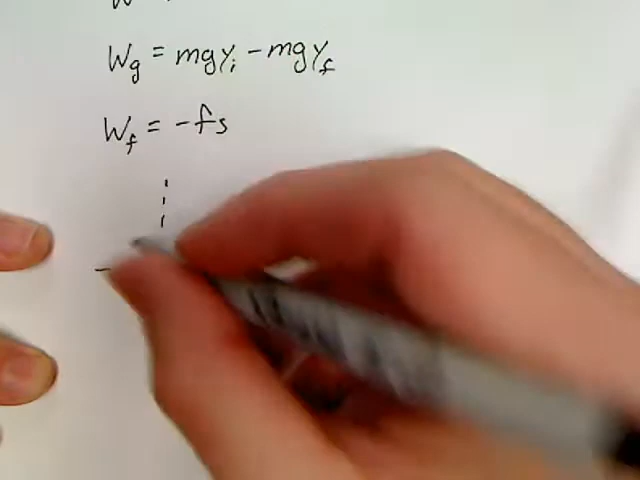 W
Wg = mgyi - mgyf
Wf = -fs